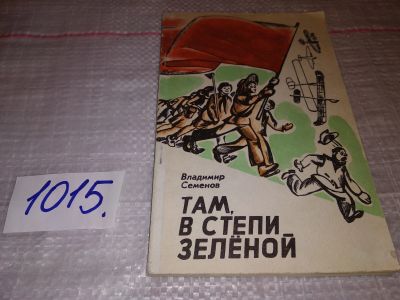 1015.
Владимир
Семенов
ТАМ,
В СТЕПИ
ЗЕЛЁНОЙ